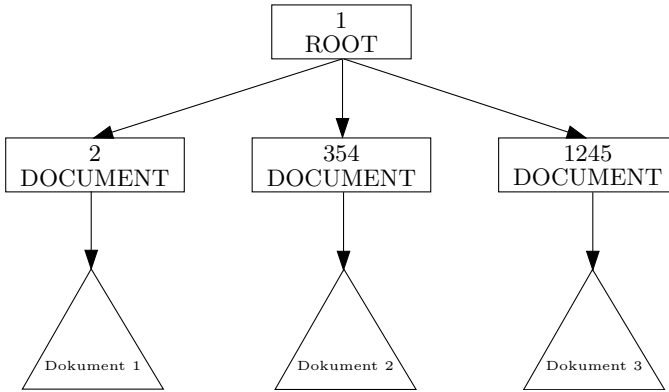 1
ROOT
2
DOCUMENT
354
DOCUMENT
1245
DOCUMENT
Dokument 1
Dokument 2
Dokument 3